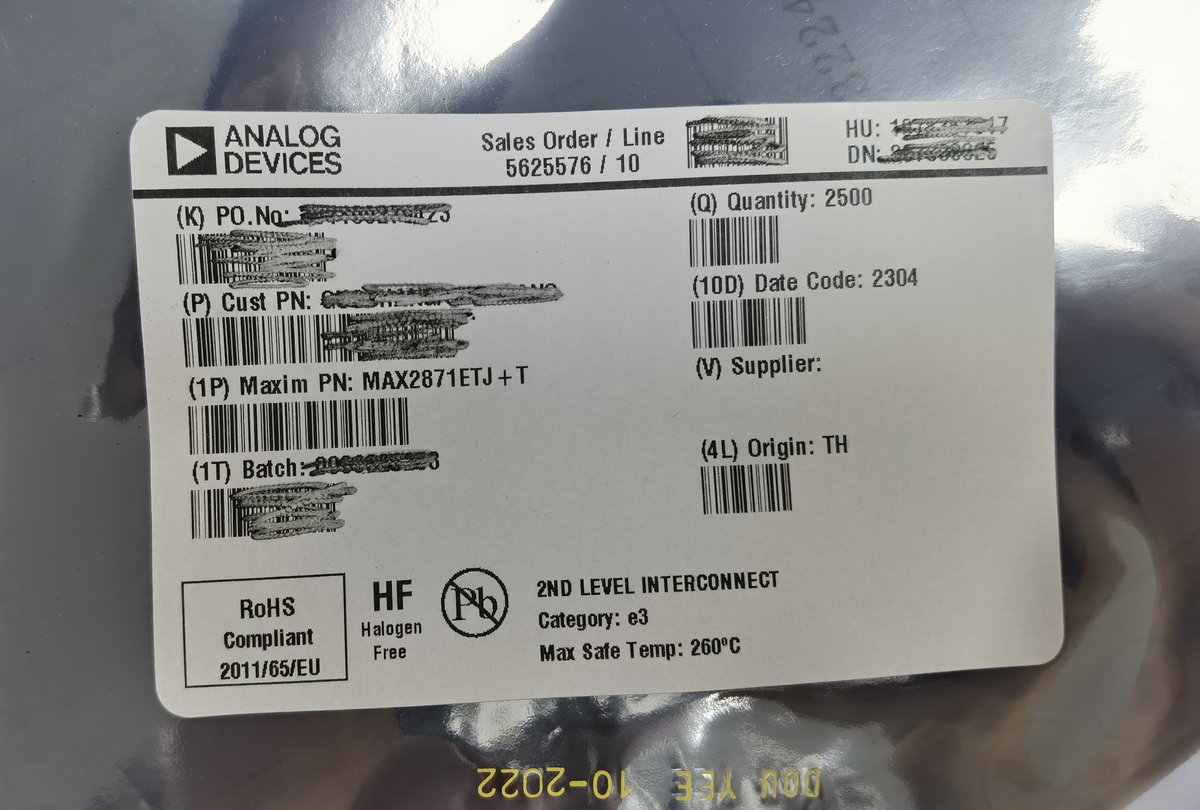 ANALOG
DEVICES
Sales Order / Line
5625576 / 10
HU:
DN:
(K) PO.No:
(P) Cust PN:
(1P) Maxim PN: MAX2871ETJ+T
(1T) Batch:
(Q) Quantity: 2500
(10D) Date Code: 2304
(V) Supplier:
(4L) Origin: TH
RoHS
Compliant
2011/65/EU
HF
Halogen
Free
Pb
2ND LEVEL INTERCONNECT
Category: e3
Max Safe Temp: 260ºC
DOU YEE 10-2022